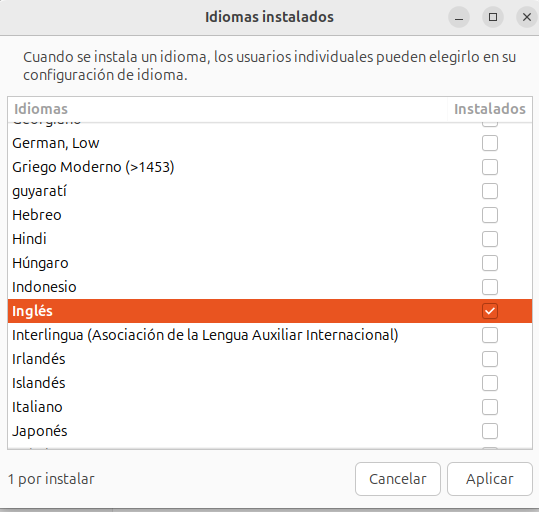 Idiomas instalados
Cuando se instala un idioma, los usuarios individuales pueden elegirlo en su
configuración de idioma.
Idiomas Instalados
German, Low
Griego Moderno (>1453)
guyaratí
Hebreo
Hindi
Húngaro
Indonesio
Inglés
Interlingua (Asociación de la Lengua Auxiliar Internacional)
Irlandés
Islandés
Italiano
Japonés
1 por instalar
Cancelar Aplicar